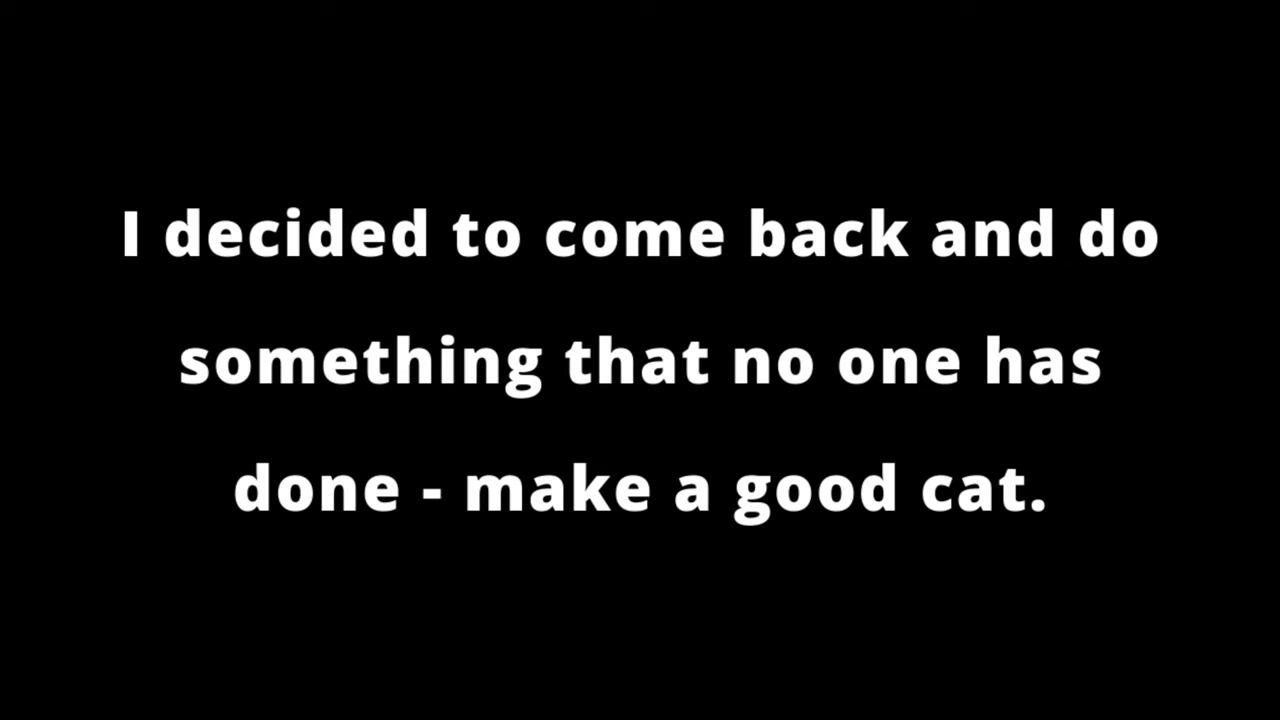 I decided to come back and do
something that no one has
done - make a good cat.